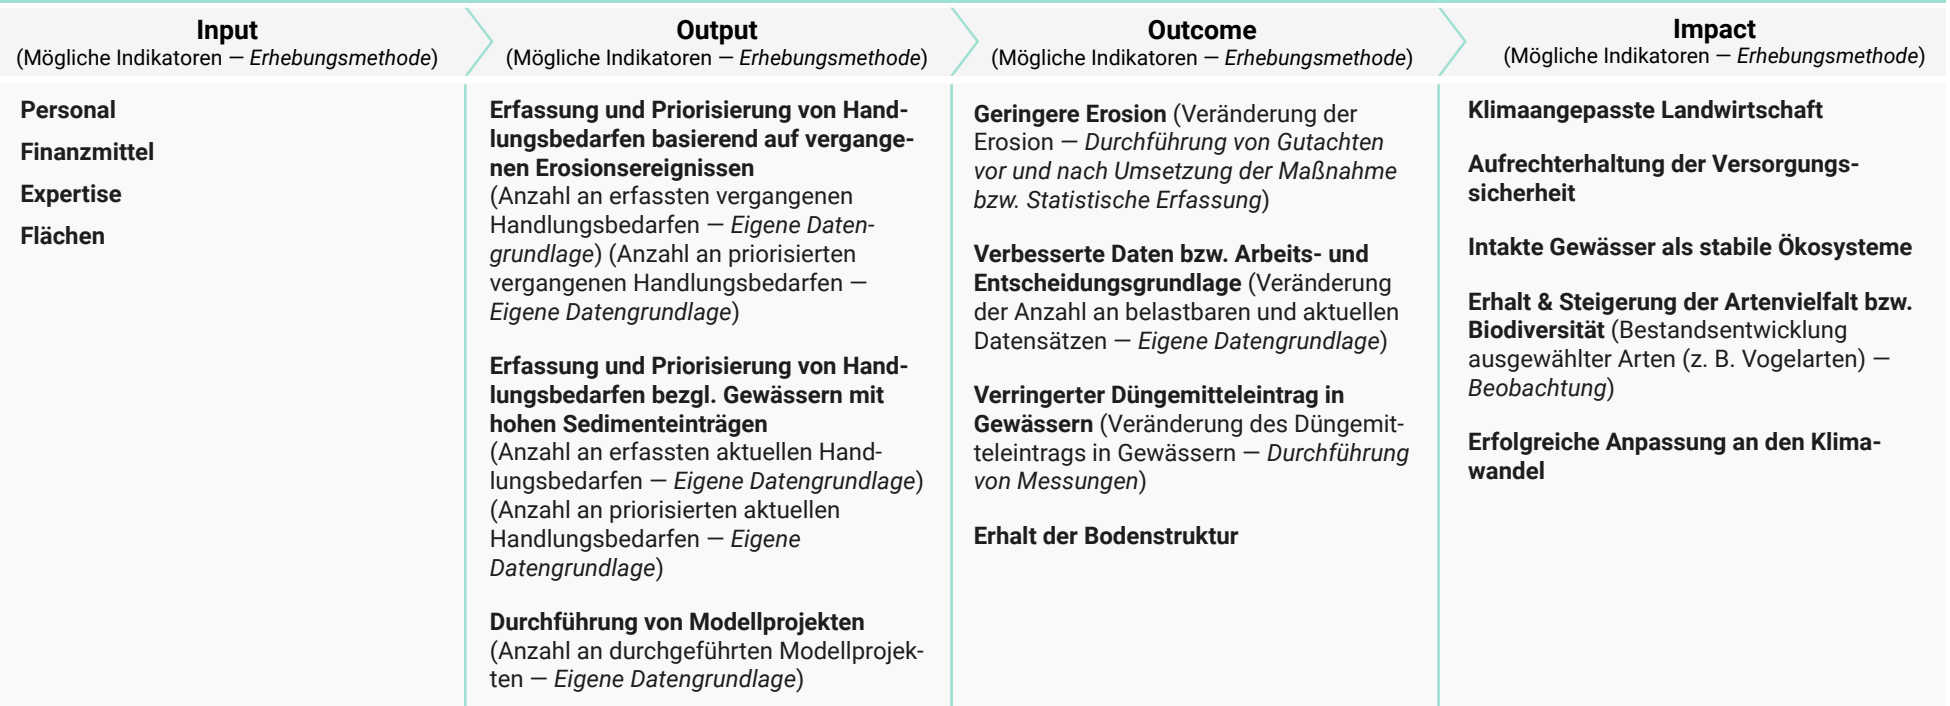 Input
(Mögliche Indikatoren — Erhebungsmethode)
Output
(Mögliche Indikatoren — Erhebungsmethode)
Outcome
(Mögliche Indikatoren — Erhebungsmethode)
Impact
(Mögliche Indikatoren — Erhebungsmethode)
Personal
Finanzmittel
Expertise
Flächen
Erfassung und Priorisierung von Hand-
lungsbedarfen basierend auf vergange-
nen Erosionsereignissen
(Anzahl an erfassten vergangenen
Handlungsbedarfen — Eigene Daten-
grundlage) (Anzahl an priorisierten
vergangenen Handlungsbedarfen —
Eigene Datengrundlage)
Erfassung und Priorisierung von Hand-
lungsbedarfen bezgl. Gewässern mit
hohen Sedimenteinträgen
(Anzahl an erfassten aktuellen Hand-
lungsbedarfen — Eigene Datengrundlage)
(Anzahl an priorisierten aktuellen
Handlungsbedarfen — Eigene
Datengrundlage)
Durchführung von Modellprojekten
(Anzahl an durchgeführten Modellprojek-
ten — Eigene Datengrundlage)
Geringere Erosion (Veränderung der
Erosion — Durchführung von Gutachten
vor und nach Umsetzung der Maßnahme
bzw. Statistische Erfassung)
Verbesserte Daten bzw. Arbeits- und
Entscheidungsgrundlage (Veränderung
der Anzahl an belastbaren und aktuellen
Datensätzen — Eigene Datengrundlage)
Verringerter Düngemitteleintrag in
Gewässern (Veränderung des Düngemit-
teleintrags in Gewässern — Durchführung
von Messungen)
Erhalt der Bodenstruktur
Klimaangepasste Landwirtschaft
Aufrechterhaltung der Versorgungs-
sicherheit
Intakte Gewässer als stabile Ökosysteme
Erhalt & Steigerung der Artenvielfalt bzw.
Biodiversität (Bestandsentwicklung
ausgewählter Arten (z. B. Vogelarten) —
Beobachtung)
Erfolgreiche Anpassung an den Klima-
wandel